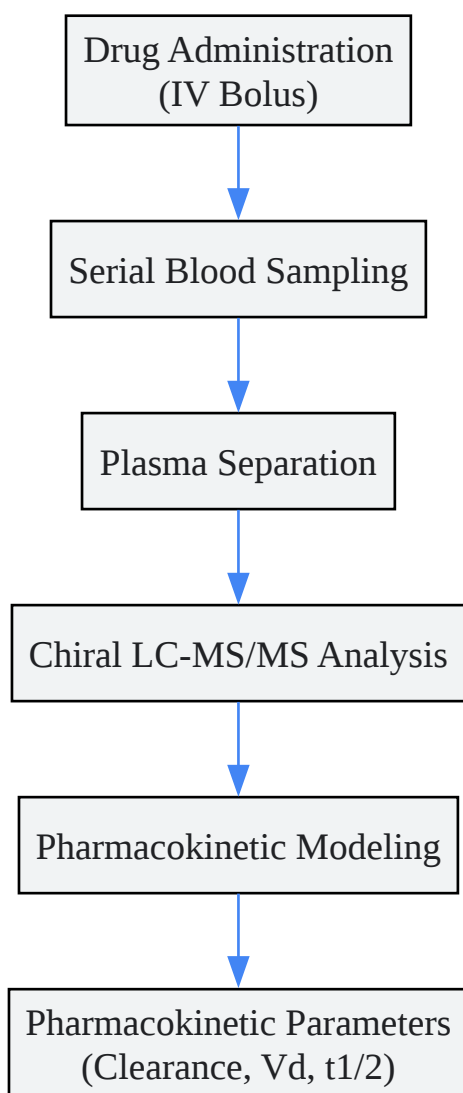 Drug Administration
(IV Bolus)
Serial Blood Sampling
Plasma Separation
Chiral LC-MS/MS Analysis
Pharmacokinetic Modeling
Pharmacokinetic Parameters
(Clearance, Vd, t1/2)